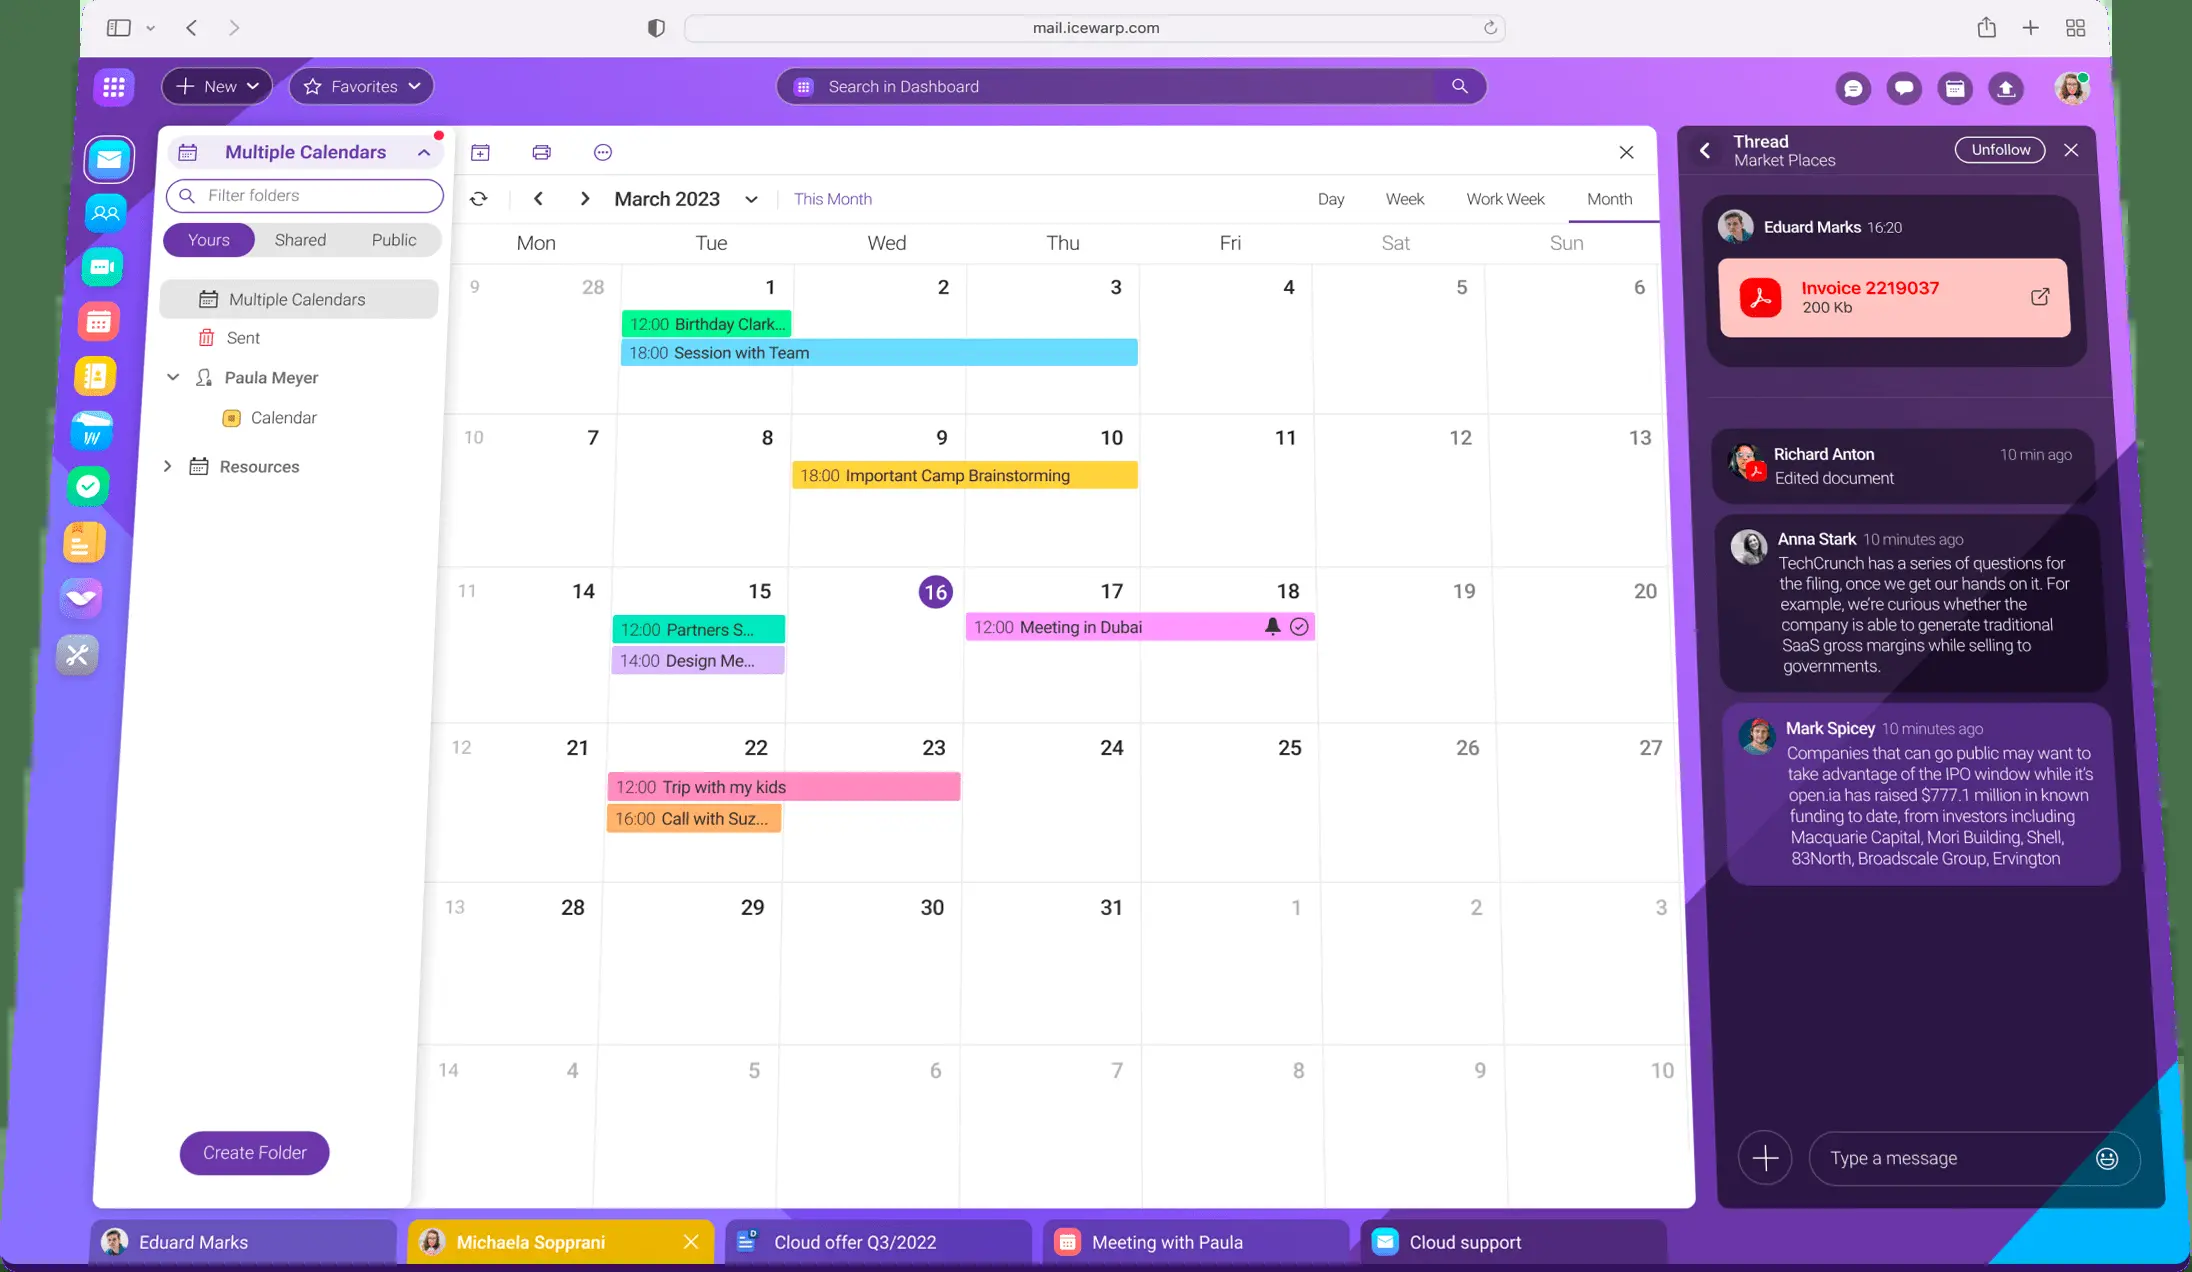 mail.icewarp.com
New
Favorites
Search in Dashboard
Multiple Calendars
Filter folders
Yours
Shared
Public
Multiple Calendars
Sent
Paula Meyer
Calendar
Resources
Create Folder
March 2023
This Month
Day
Week
Work Week
Month
Mon
Tue
Wed
Thu
Fri
Sat
Sun
9
28
1
2
3
4
5
6
12:00 Birthday Clark...
18:00 Session with Team
10
7
8
9
10
11
12
13
18:00 Important Camp Brainstorming
11
14
15
16
17
18
19
20
12:00 Partners S...
12:00 Meeting in Dubai
14:00 Design Me...
12
21
22
23
24
25
26
27
12:00 Trip with my kids
16:00 Call with Suz...
13
28
29
30
31
1
2
3
14
4
5
6
7
8
9
10
Thread
Market Places
Unfollow
Eduard Marks 16:20
Invoice 2219037
200 Kb
Richard Anton
10 min ago
Edited document
Anna Stark 10 minutes ago
TechCrunch has a series of questions for
the filing, once we get our hands on it. For
example, we're curious whether the
company is able to generate traditional
SaaS gross margins while selling to
governments.
Mark Spicey 10 minutes ago
Companies that can go public may want to
take advantage of the IPO window while it's
open.ia has raised $777.1 million in known
funding to date, from investors including
Macquarie Capital, Mori Building, Shell,
83North, Broadscale Group, Ervington
Type a message
Eduard Marks
Michaela Sopprani
Cloud offer Q3/2022
Meeting with Paula
Cloud support